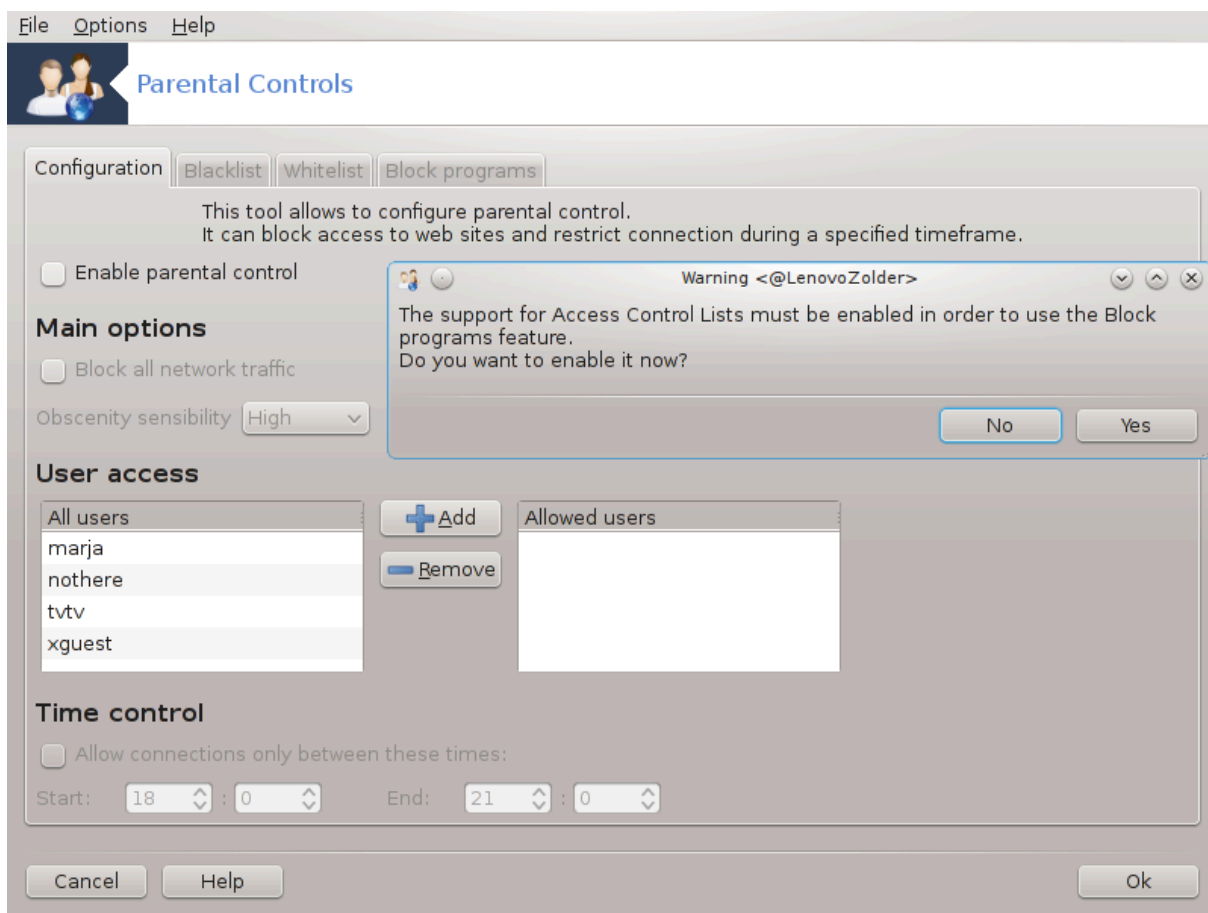 File Options Help
Parental Controls
Configuration Blacklist Whitelist Block programs
This tool allows to configure parental control.
It can block access to web sites and restrict connection during a specified timeframe.
Enable parental control
Warning <@LenovoZolder>
The support for Access Control Lists must be enabled in order to use the Block
programs feature.
Do you want to enable it now?
No Yes
Main options
Block all network traffic
Obscenity sensibility High
User access
All users
marja
nothere
tvtv
xguest
Add
Remove
Allowed users
Time control
Allow connections only between these times:
Start: 18 : 0 End: 21 : 0
Cancel Help Ok